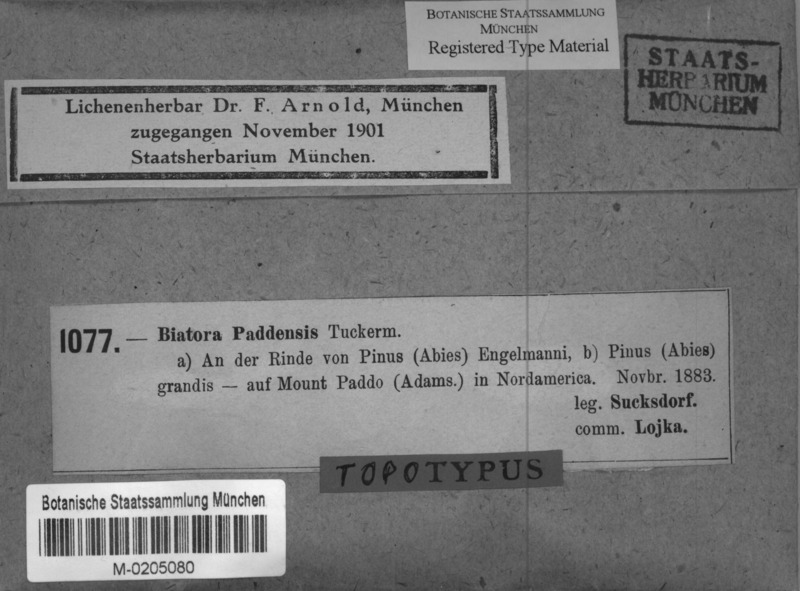 BOTANISCHE STAATSSAMMLUNG
MÜNCHEN
Registered Type Material
STAATS-
HERBARIUM
MÜNCHEN
Lichenenherbar Dr. F. Arnold, München
zugegangen November 1901
Staatsherbarium München.
1077. — Biatora Paddensis Tuckerm.
a) An der Rinde von Pinus (Abies) Engelmanni, b) Pinus (Abies)
grandis — auf Mount Paddo (Adams.) in Nordamerica. Novbr. 1883.
leg. Sucksdorf.
comm. Lojka.
TOPOTYPUS
Botanische Staatssammlung München
M-0205080